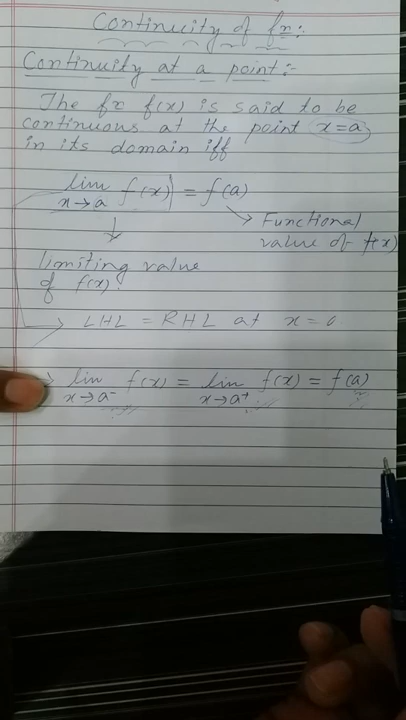 Continuity of fx:
Continuity at a point:-
The fx f(x) is said to be
continuous at the point x=a,
in its domain iff
lim f(x) = f(a)
x→a
Functional
value of f(x)
limiting value
of f(x).
LHL = RHL at x = a
lim f(x) = lim f(x) = f(a)
x→a⁻ x→a⁺